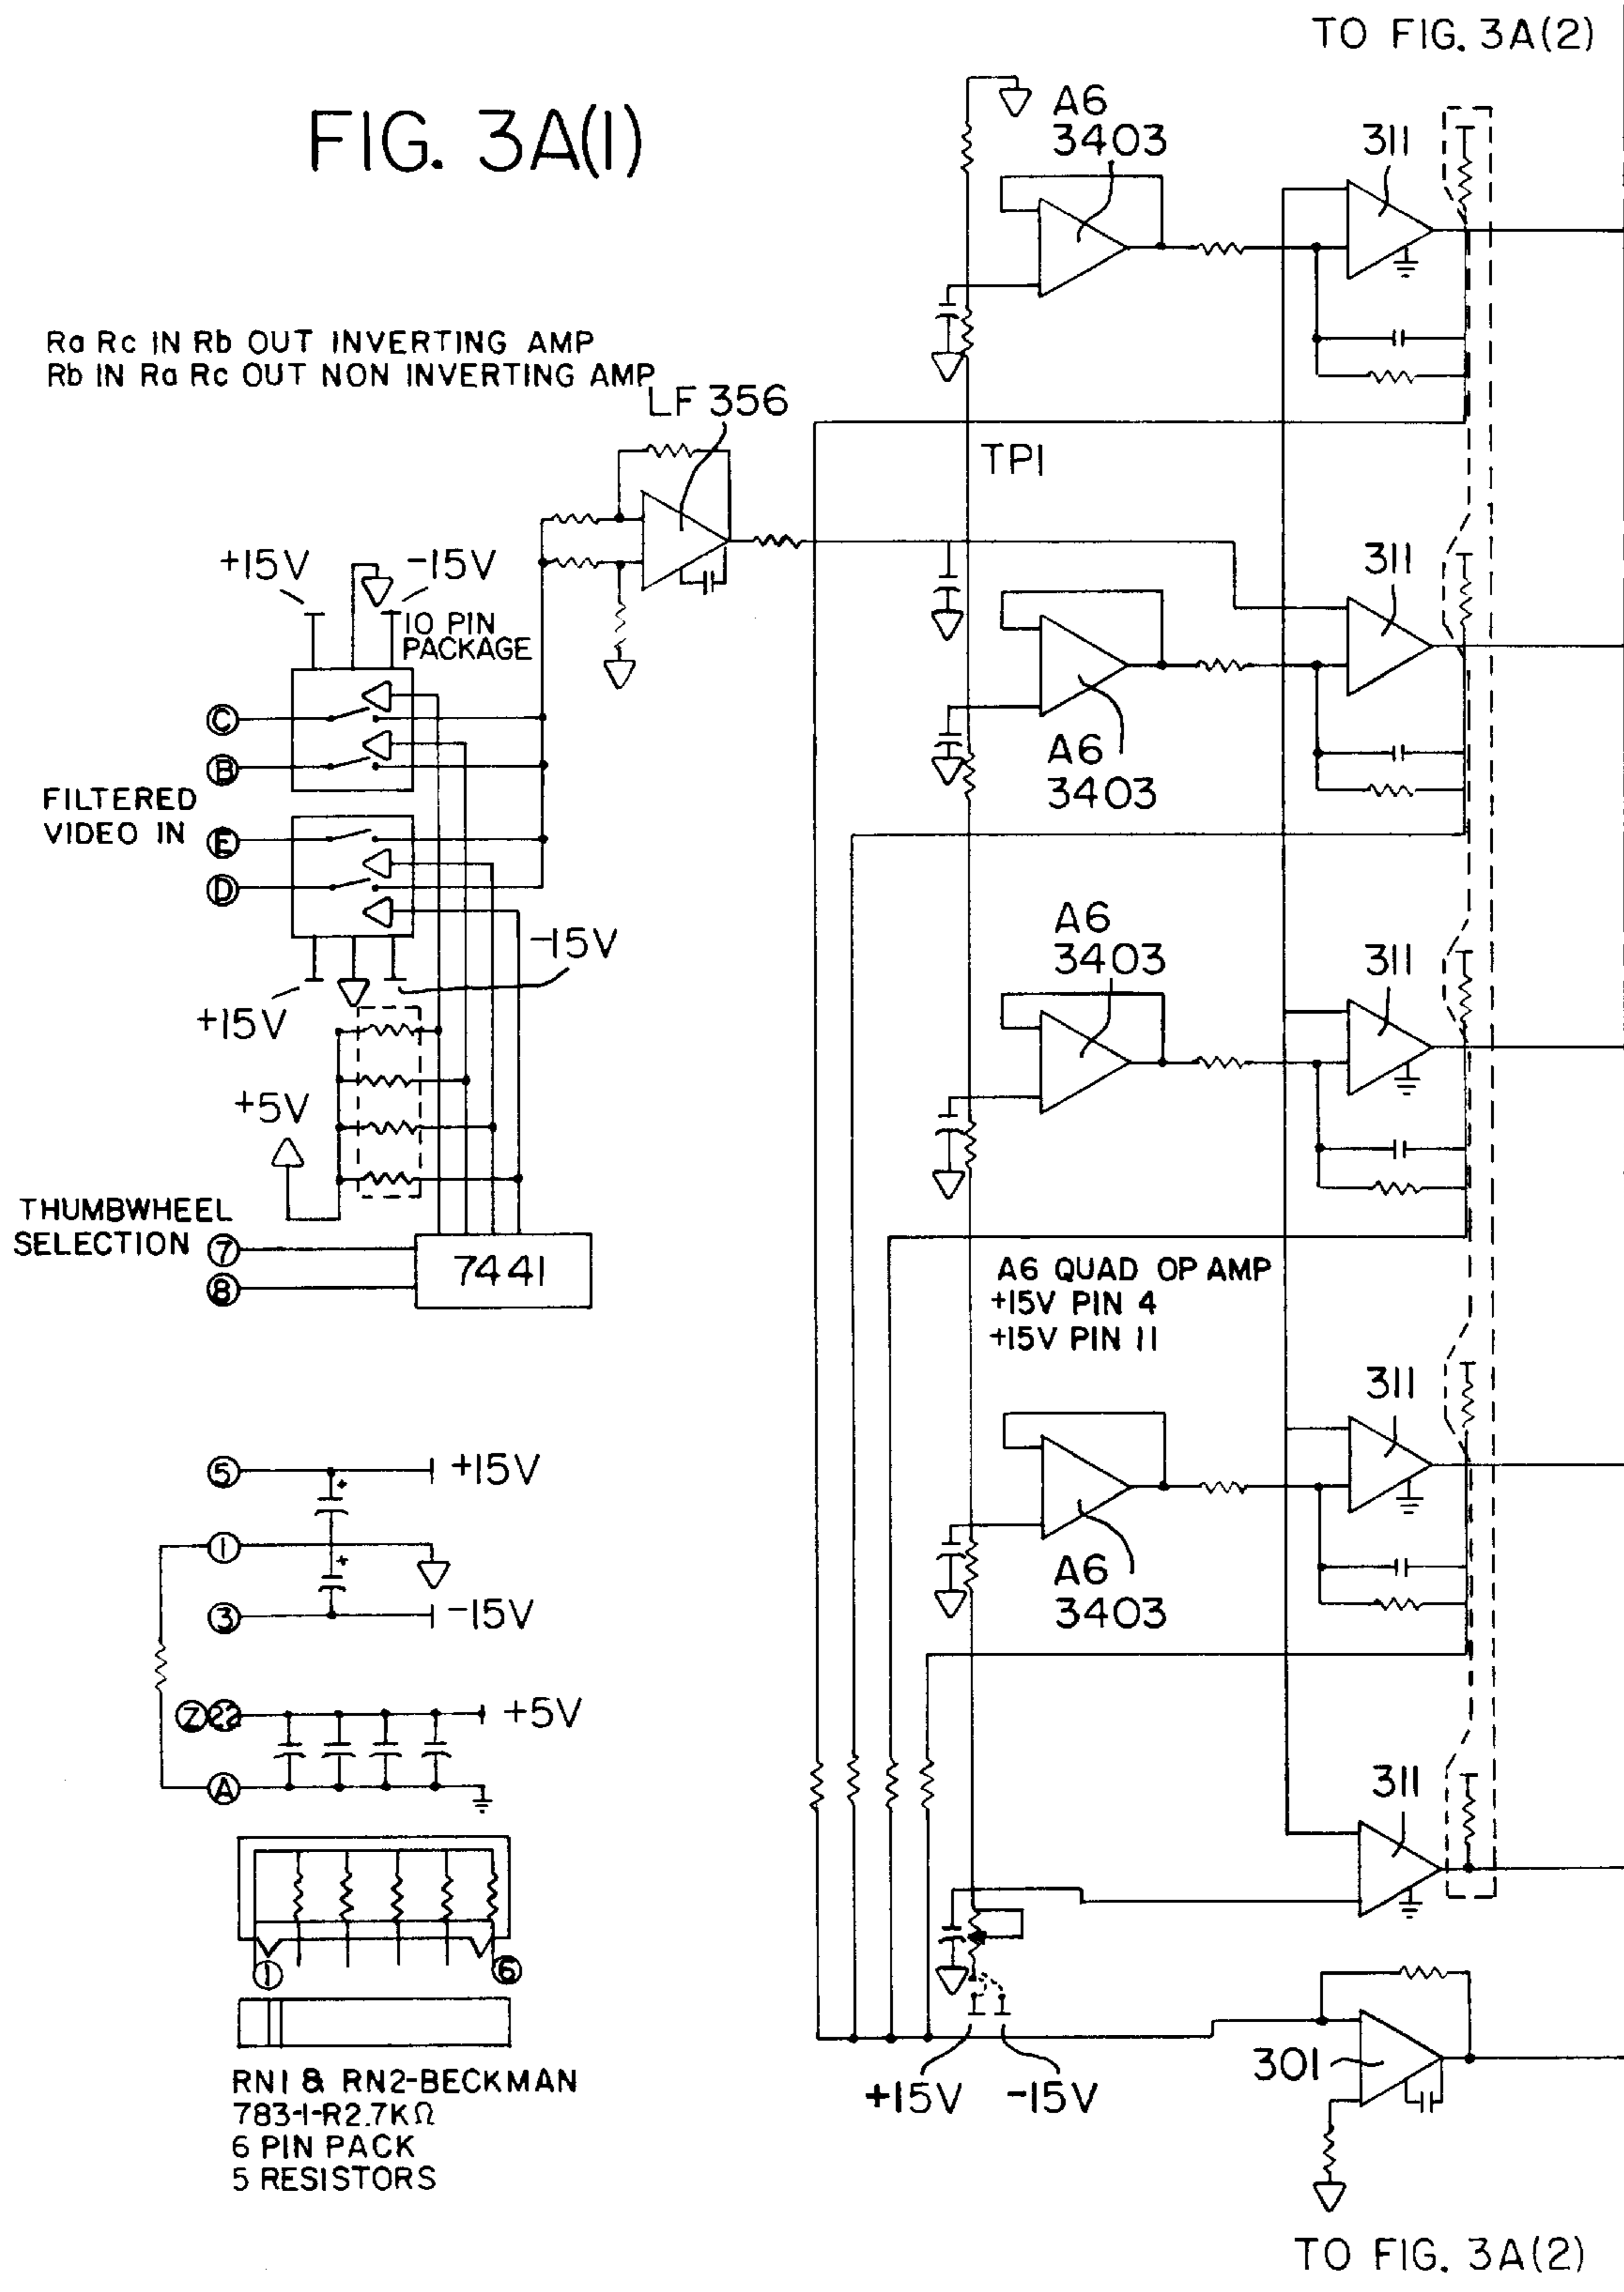 TO FIG. 3A(2)
FIG. 3A(1)
A6
3403
311
Ra Rc IN Rb OUT INVERTING AMP
Rb IN Ra Rc OUT NON INVERTING AMP
LF 356
TP1
+15V
-15V
10 PIN
PACKAGE
311
C
B
A6
3403
FILTERED
VIDEO IN
E
D
A6
3403
311
-15V
+15V
+5V
THUMBWHEEL
SELECTION
7
8
7441
A6 QUAD OP AMP
+15V PIN 4
+15V PIN 11
311
5
+15V
+
1
+
A6
3403
3
-15V
Z
22
+5V
A
311
1
6
301
+15V
-15V
RN1 & RN2-BECKMAN
783-1-R2.7KΩ
6 PIN PACK
5 RESISTORS
TO FIG. 3A(2)